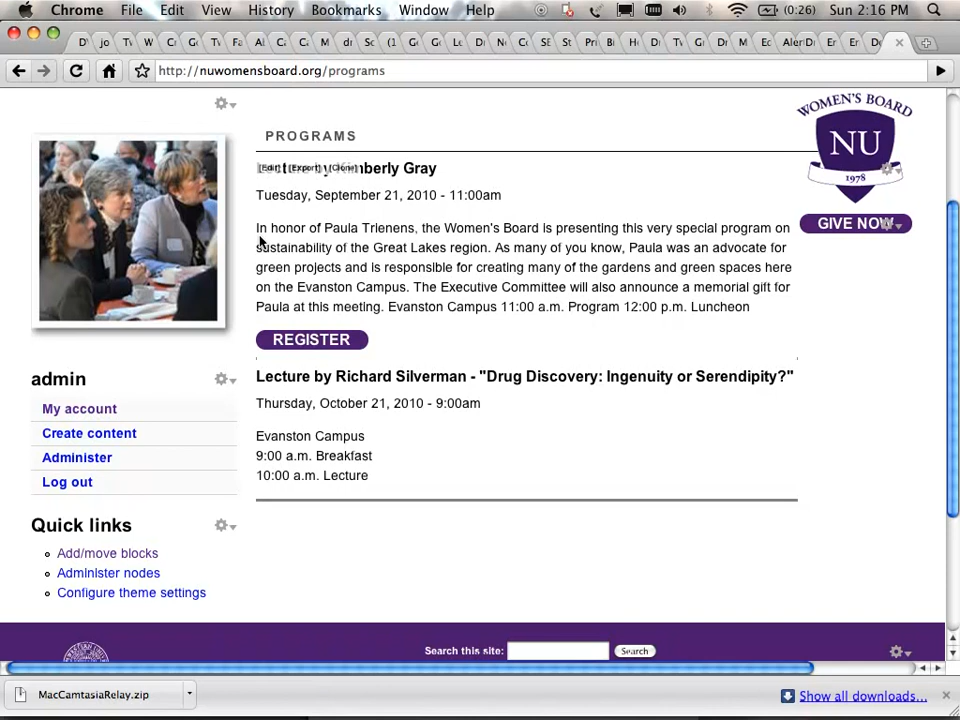 Chrome File Edit View History Bookmarks Window Help (0:26) Sun 2:16 PM
jo
http://nuwomensboard.org/programs
WOMEN'S BOARD
NU
1978
GIVE NOW
PROGRAMS
[Edit] [Export] [Clone] mberly Gray
Tuesday, September 21, 2010 - 11:00am
In honor of Paula Trienens, the Women's Board is presenting this very special program on
sustainability of the Great Lakes region. As many of you know, Paula was an advocate for
green projects and is responsible for creating many of the gardens and green spaces here
on the Evanston Campus. The Executive Committee will also announce a memorial gift for
Paula at this meeting. Evanston Campus 11:00 a.m. Program 12:00 p.m. Luncheon
REGISTER
Lecture by Richard Silverman - "Drug Discovery: Ingenuity or Serendipity?"
Thursday, October 21, 2010 - 9:00am
Evanston Campus
9:00 a.m. Breakfast
10:00 a.m. Lecture
admin
My account
Create content
Administer
Log out
Quick links
Add/move blocks
Administer nodes
Configure theme settings
Search this site: Search
MacCamtasiaRelay.zip
Show all downloads...